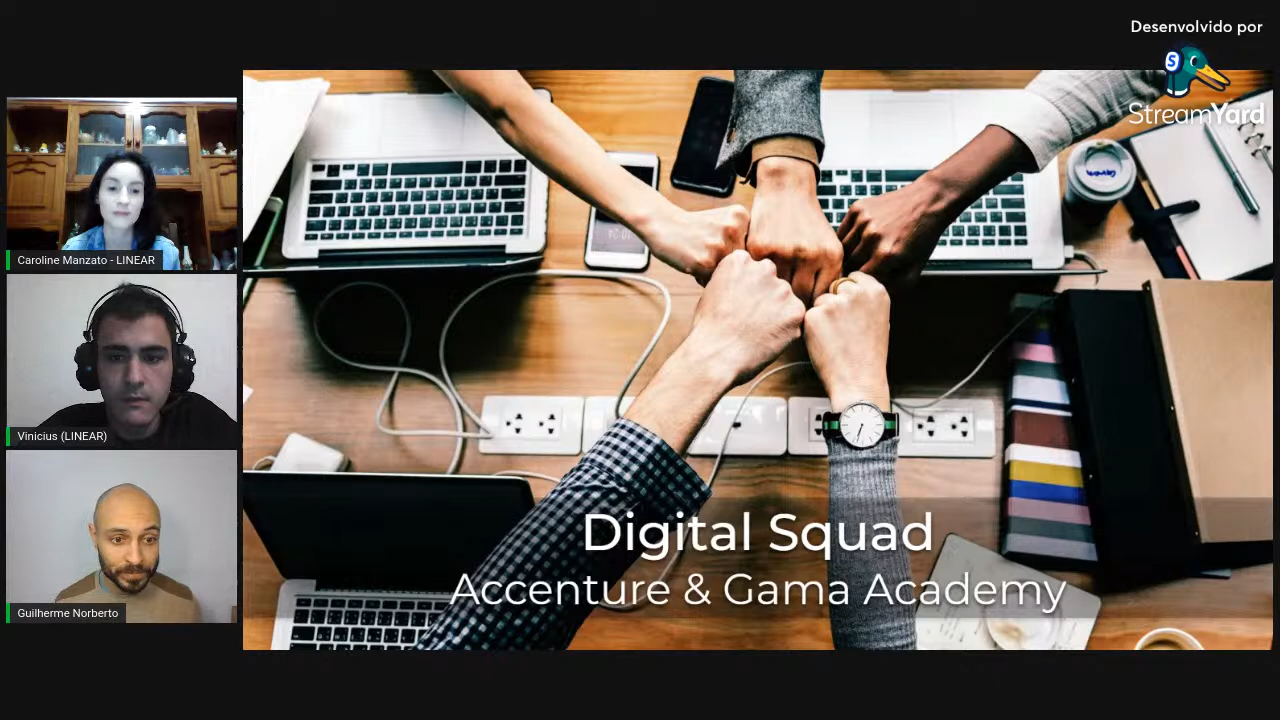 Desenvolvido por
StreamYard
Caroline Manzato - LINEAR
Vinicius (LINEAR)
Guilherme Norberto
Digital Squad
Accenture & Gama Academy